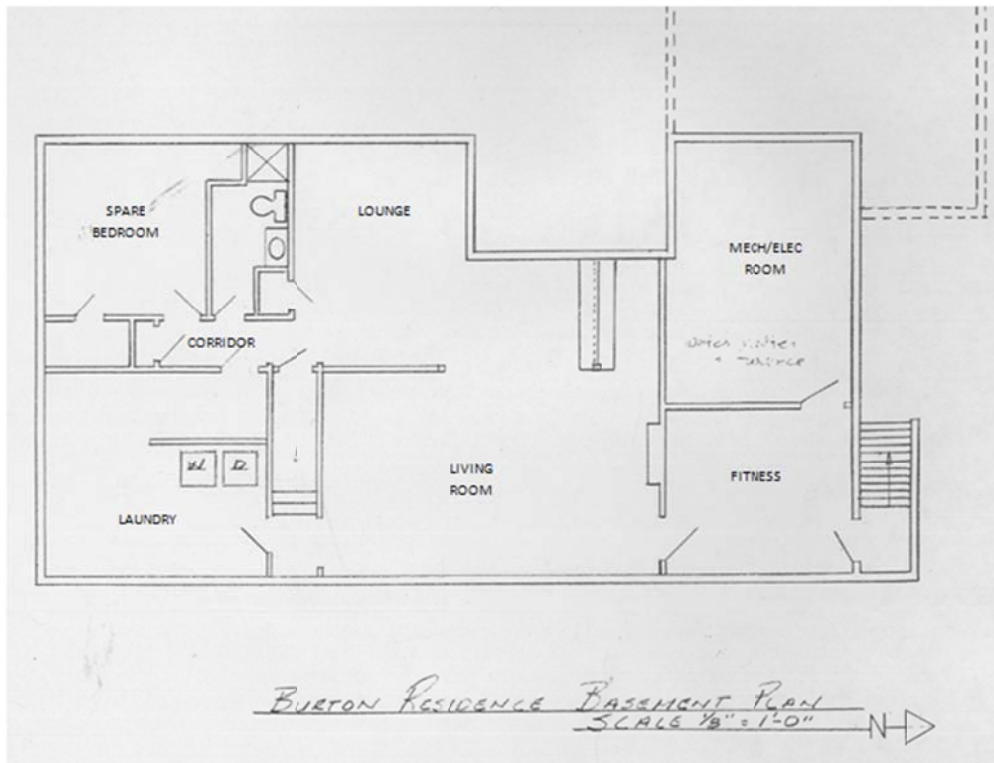 SPARE
BEDROOM
LOUNGE
MECH/ELEC
ROOM
CORRIDOR
W
D
LIVING
ROOM
FITNESS
LAUNDRY
BURTON RESIDENCE BASEMENT PLAN
SCALE 1/8" = 1'-0"
N